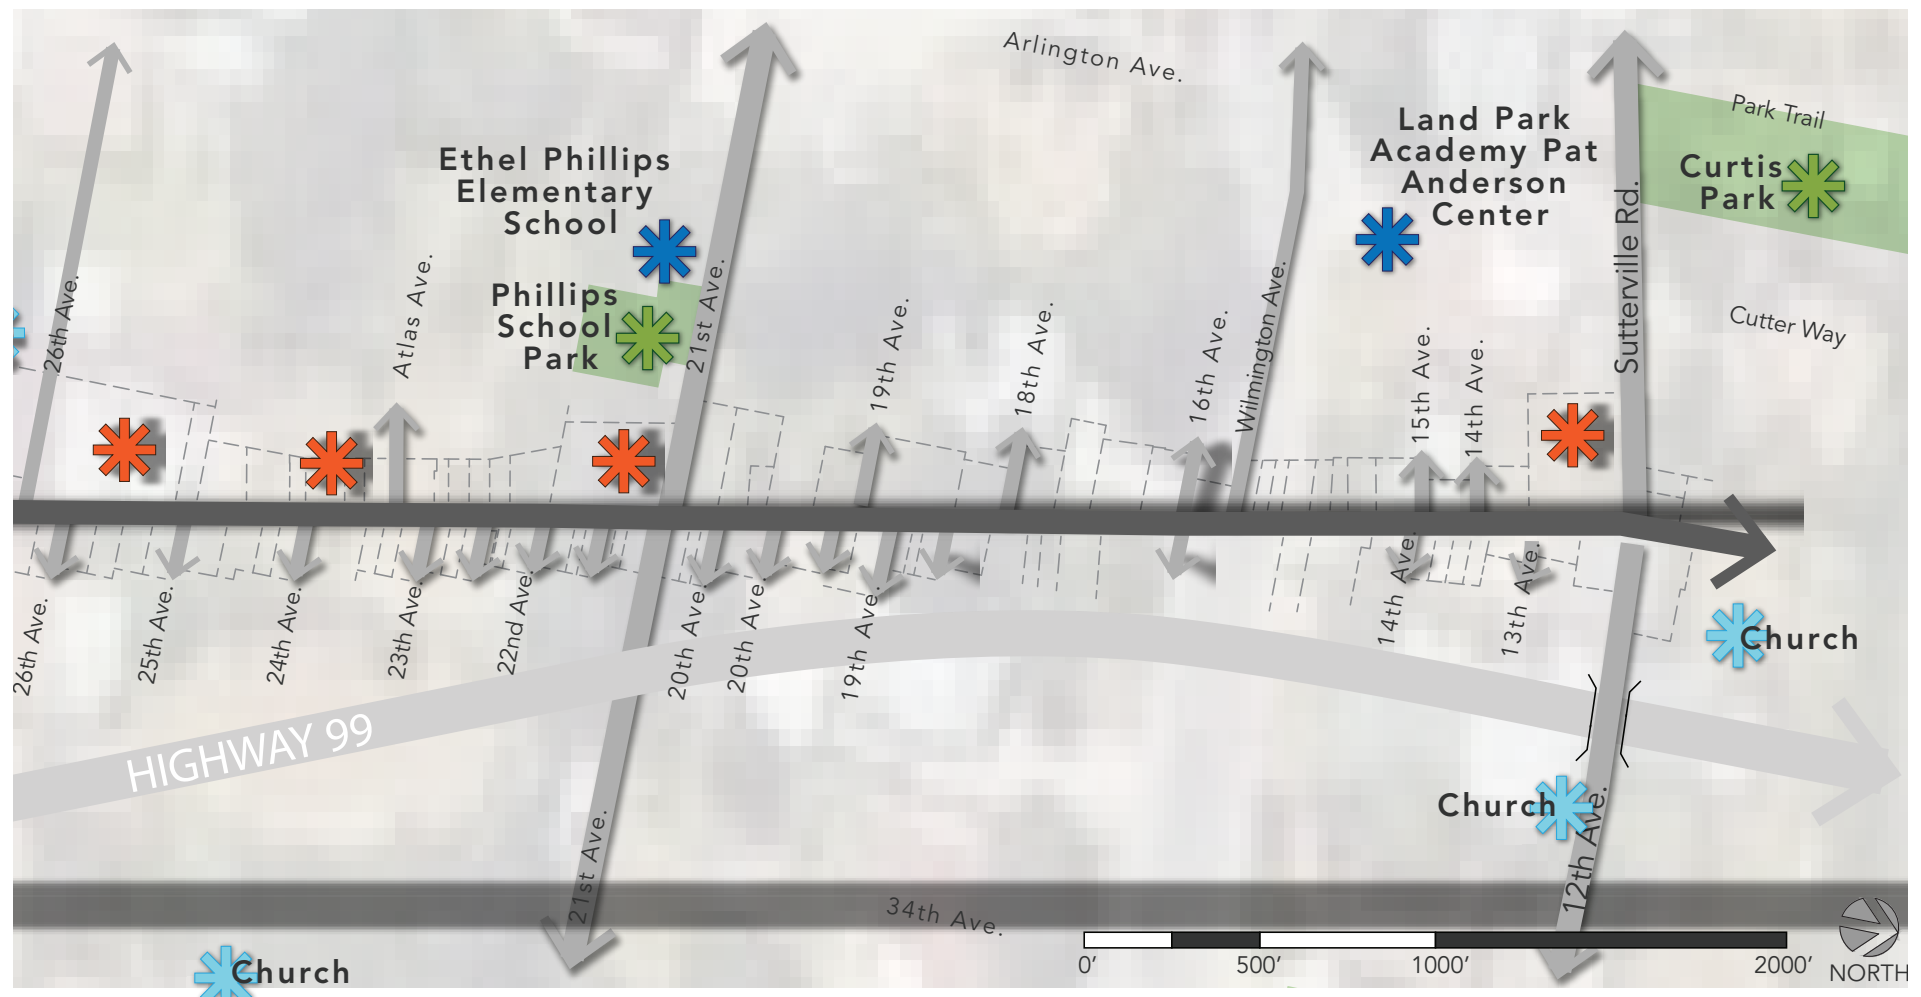 Arlington Ave.
Park Trail
Land Park
Academy Pat
Anderson
Center
Ethel Phillips
Elementary
School
Curtis
Park
Sutterville Rd.
26th Ave.
Atlas Ave.
21st Ave.
Phillips
School
Park
19th Ave.
18th Ave.
16th Ave.
Wilmington Ave.
15th Ave.
14th Ave.
Cutter Way
26th Ave.
25th Ave.
24th Ave.
23th Ave.
22nd Ave.
20th Ave.
20th Ave.
19th Ave.
14th Ave.
13th Ave.
Church
HIGHWAY 99
Church
12th Ave.
21st Ave.
34th Ave.
Church
0'
500'
1000'
2000'
NORTH